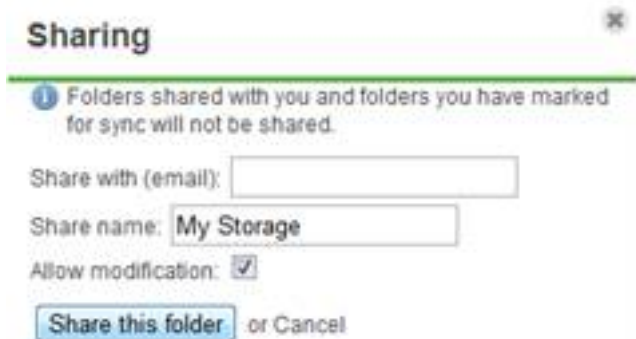 Sharing
Folders shared with you and folders you have marked
for sync will not be shared.
Share with (email):
Share name: My Storage
Allow modification:
Share this folder or Cancel